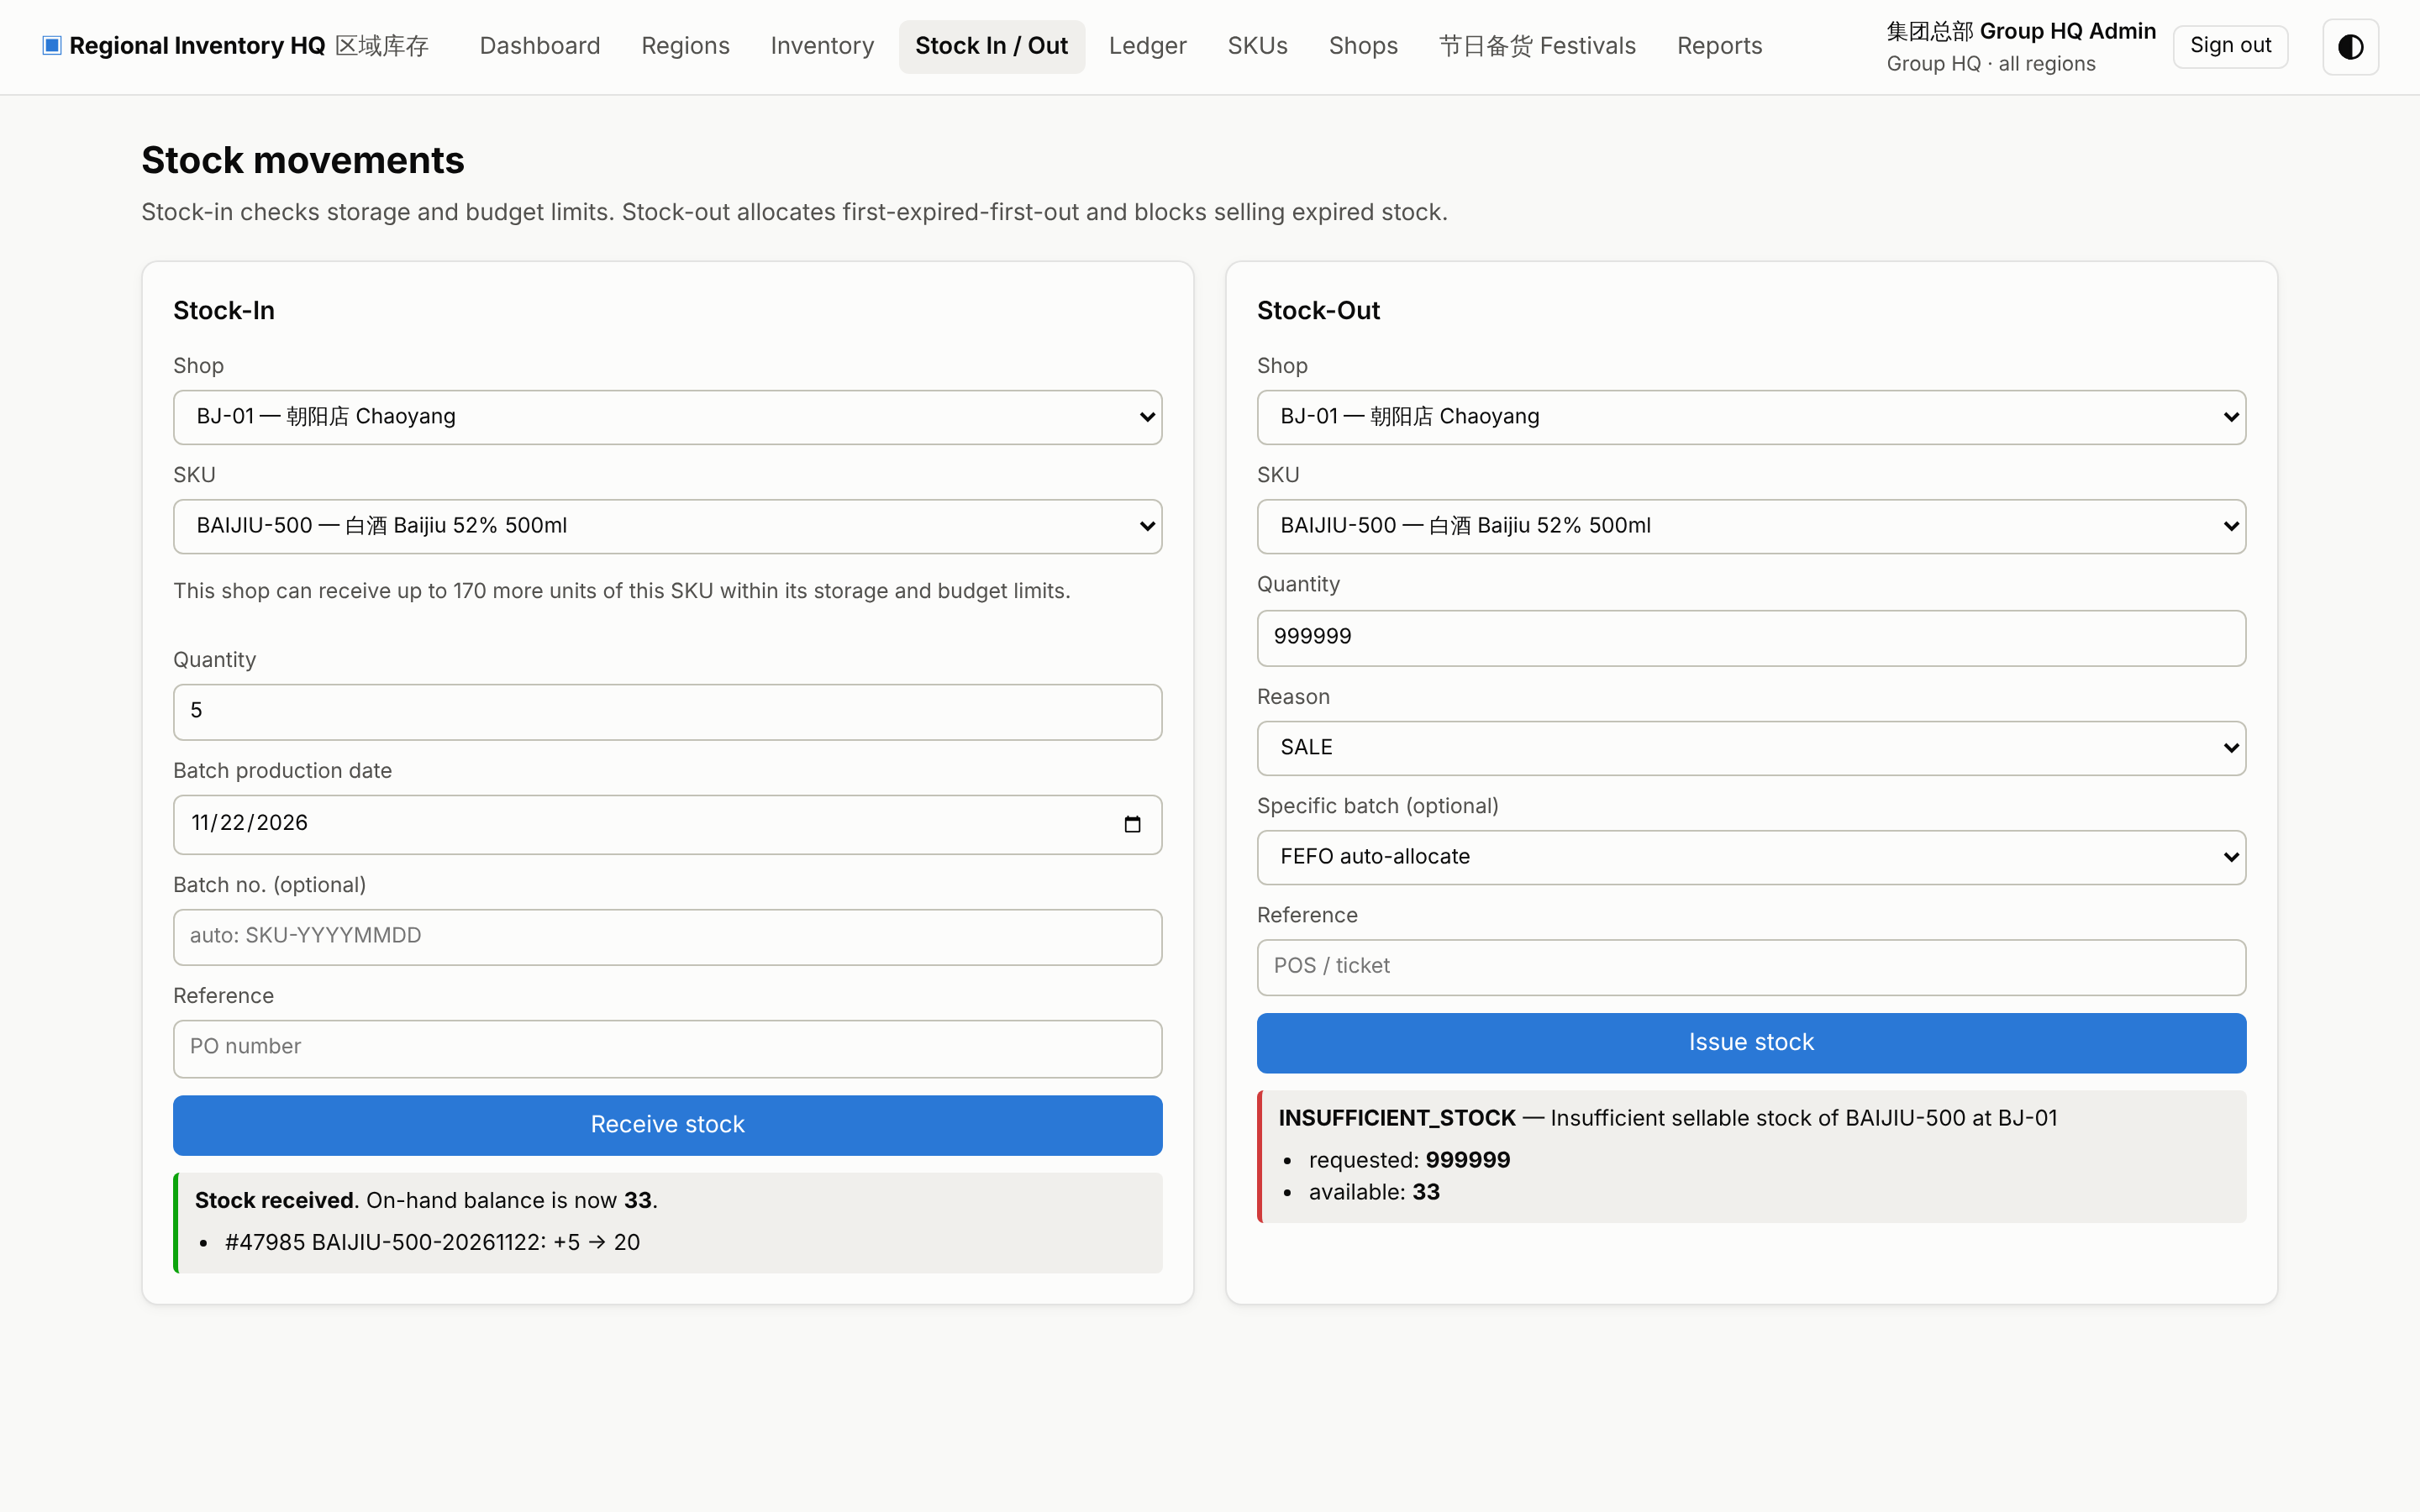 Regional Inventory HQ 区域库存
Dashboard
Regions
Inventory
Stock In / Out
Ledger
SKUs
Shops
节日备货 Festivals
Reports
集团总部 Group HQ Admin
Group HQ · all regions
Sign out
Stock movements
Stock-in checks storage and budget limits. Stock-out allocates first-expired-first-out and blocks selling expired stock.
Stock-In
Shop
BJ-01 — 朝阳店 Chaoyang
SKU
BAIJIU-500 — 白酒 Baijiu 52% 500ml
This shop can receive up to 170 more units of this SKU within its storage and budget limits.
Quantity
5
Batch production date
11/22/2026
Batch no. (optional)
auto: SKU-YYYYMMDD
Reference
PO number
Receive stock
Stock received. On-hand balance is now 33.
• #47985 BAIJIU-500-20261122: +5 → 20
Stock-Out
Shop
BJ-01 — 朝阳店 Chaoyang
SKU
BAIJIU-500 — 白酒 Baijiu 52% 500ml
Quantity
999999
Reason
SALE
Specific batch (optional)
FEFO auto-allocate
Reference
POS / ticket
Issue stock
INSUFFICIENT_STOCK — Insufficient sellable stock of BAIJIU-500 at BJ-01
• requested: 999999
• available: 33